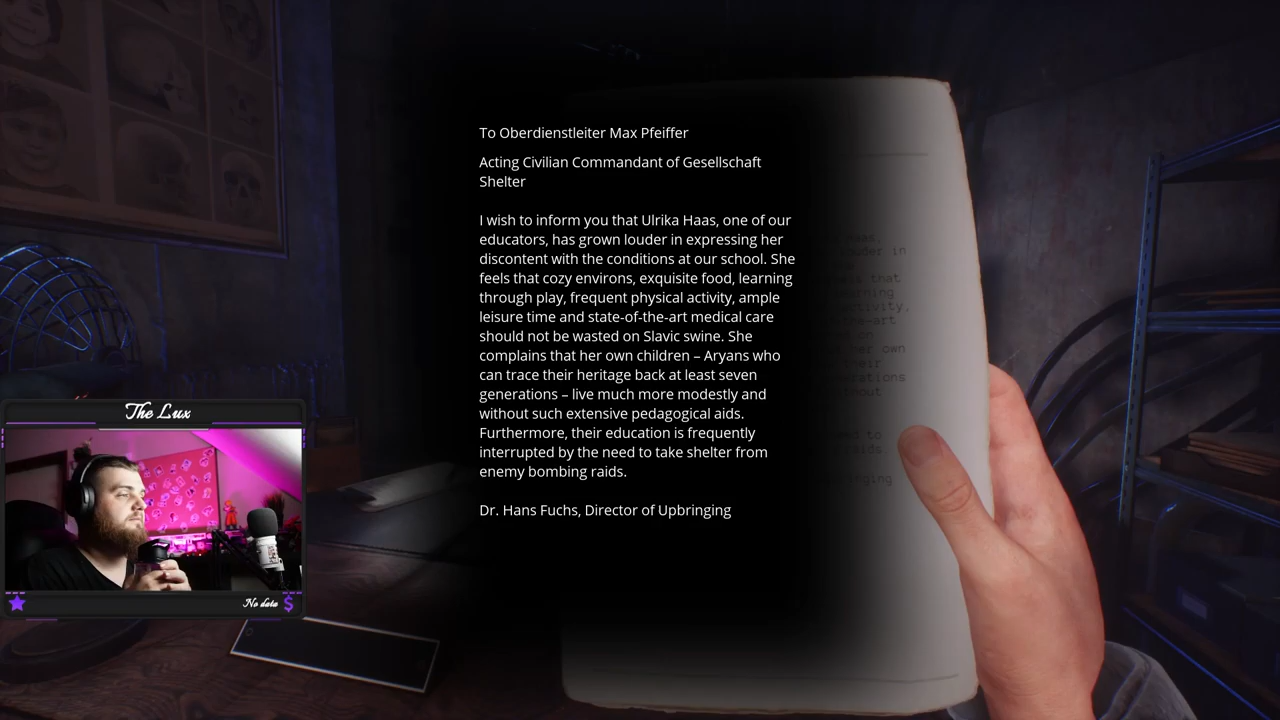 To Oberdienstleiter Max Pfeiffer
Acting Civilian Commandant of Gesellschaft
Shelter
I wish to inform you that Ulrika Haas, one of our
educators, has grown louder in expressing her
discontent with the conditions at our school. She
feels that cozy environs, exquisite food, learning
through play, frequent physical activity, ample
leisure time and state-of-the-art medical care
should not be wasted on Slavic swine. She
complains that her own children – Aryans who
can trace their heritage back at least seven
generations – live much more modestly and
without such extensive pedagogical aids.
Furthermore, their education is frequently
interrupted by the need to take shelter from
enemy bombing raids.
Dr. Hans Fuchs, Director of Upbringing
The Lux
No data $